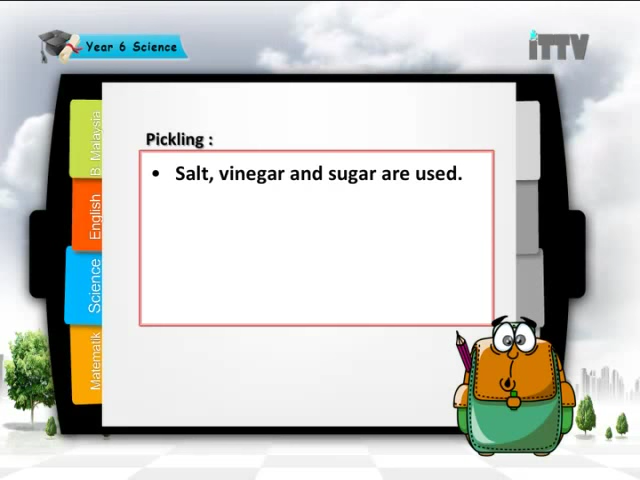 Year 6 Science
iTTV
B. Malaysia
English
Science
Matematik
Pickling :
• Salt, vinegar and sugar are used.